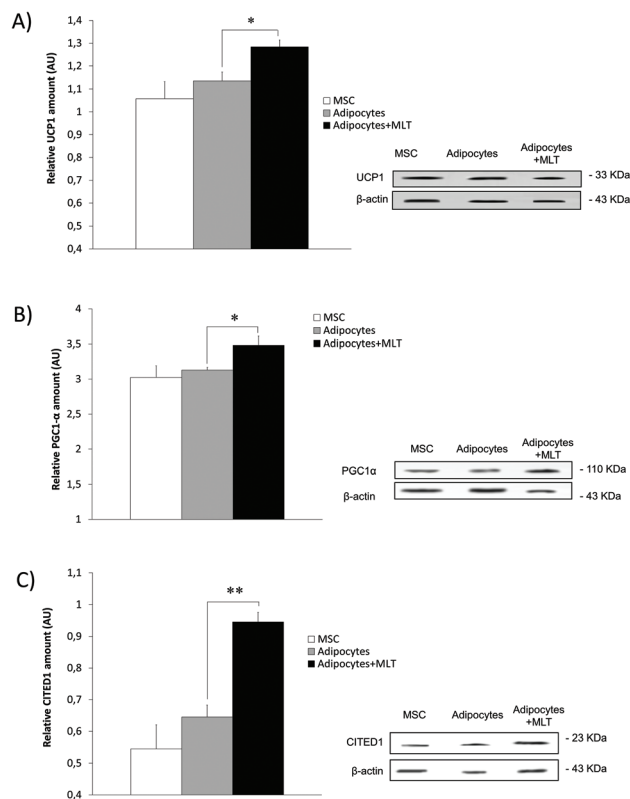 A)
Relative UCP1 amount (AU)
1,4
1,3
1,2
1,1
1
0,9
0,8
0,7
0,6
0,5
0,4
*
MSC
Adipocytes
Adipocytes+MLT
MSC Adipocytes Adipocytes
+MLT
UCP1 - 33 KDa
β-actin - 43 KDa
B)
Relative PGC1-α amount (AU)
4
3,5
3
2,5
2
1,5
1
*
MSC
Adipocytes
Adipocytes+MLT
MSC Adipocytes Adipocytes
+MLT
PGC1α - 110 KDa
β-actin - 43 KDa
C)
Relative CITED1 amount (AU)
1,1
1
0,9
0,8
0,7
0,6
0,5
0,4
**
MSC
Adipocytes
Adipocytes+MLT
MSC Adipocytes Adipocytes
+MLT
CITED1 - 23 KDa
β-actin - 43 KDa